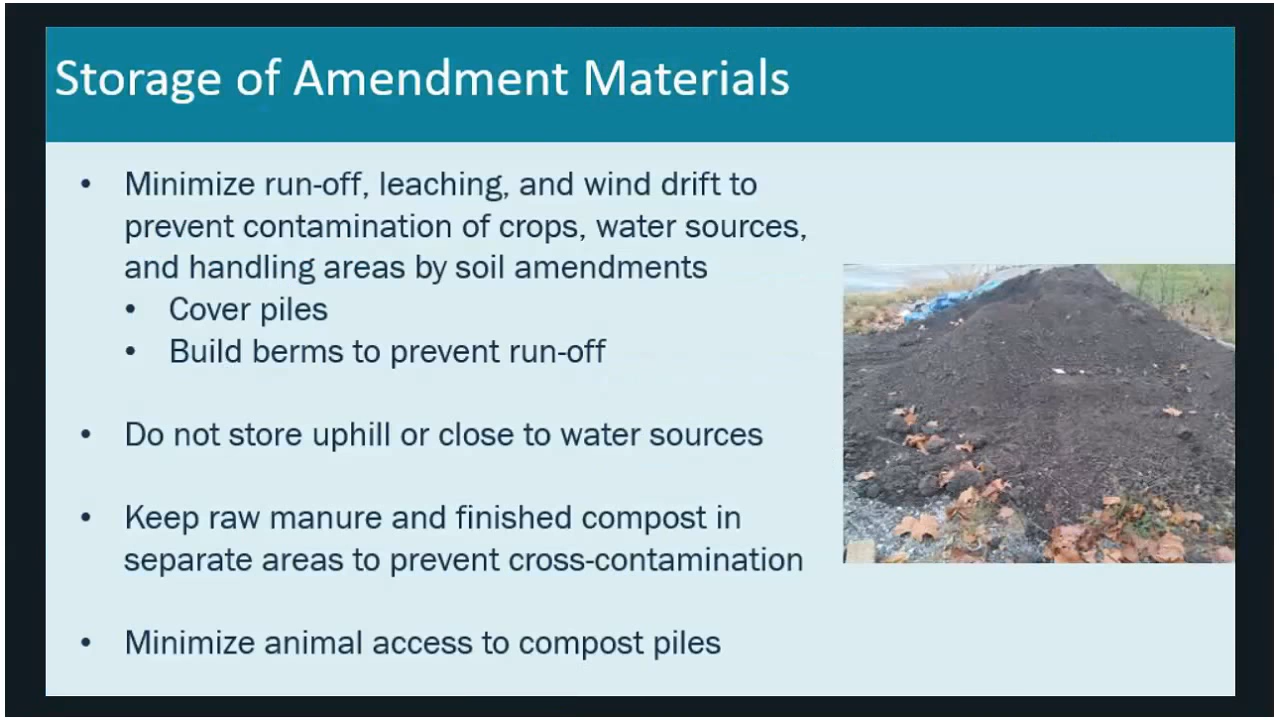 Storage of Amendment Materials
• Minimize run-off, leaching, and wind drift to
prevent contamination of crops, water sources,
and handling areas by soil amendments
• Cover piles
• Build berms to prevent run-off
• Do not store uphill or close to water sources
• Keep raw manure and finished compost in
separate areas to prevent cross-contamination
• Minimize animal access to compost piles